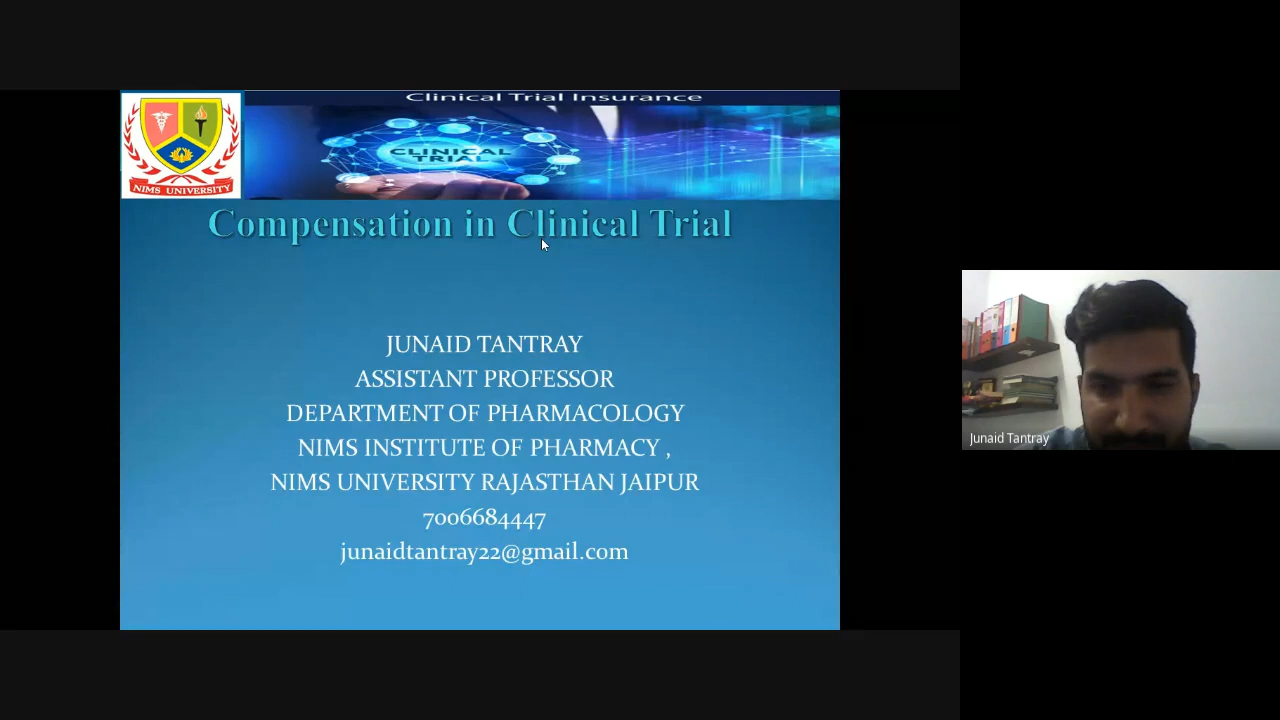 Clinical Trial Insurance
CLINICAL
TRIAL
NIMS UNIVERSITY
Compensation in Clinical Trial
JUNAID TANTRAY
ASSISTANT PROFESSOR
DEPARTMENT OF PHARMACOLOGY
NIMS INSTITUTE OF PHARMACY ,
NIMS UNIVERSITY RAJASTHAN JAIPUR
7006684447
junaidtantray22@gmail.com
Junaid Tantray